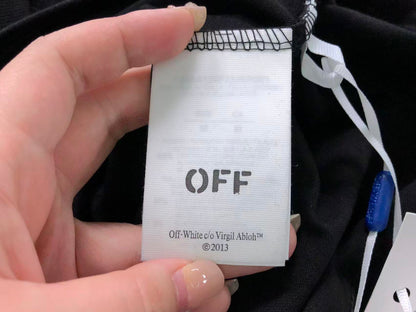 OFF
Off-White c/o Virgil Abloh™
©2013